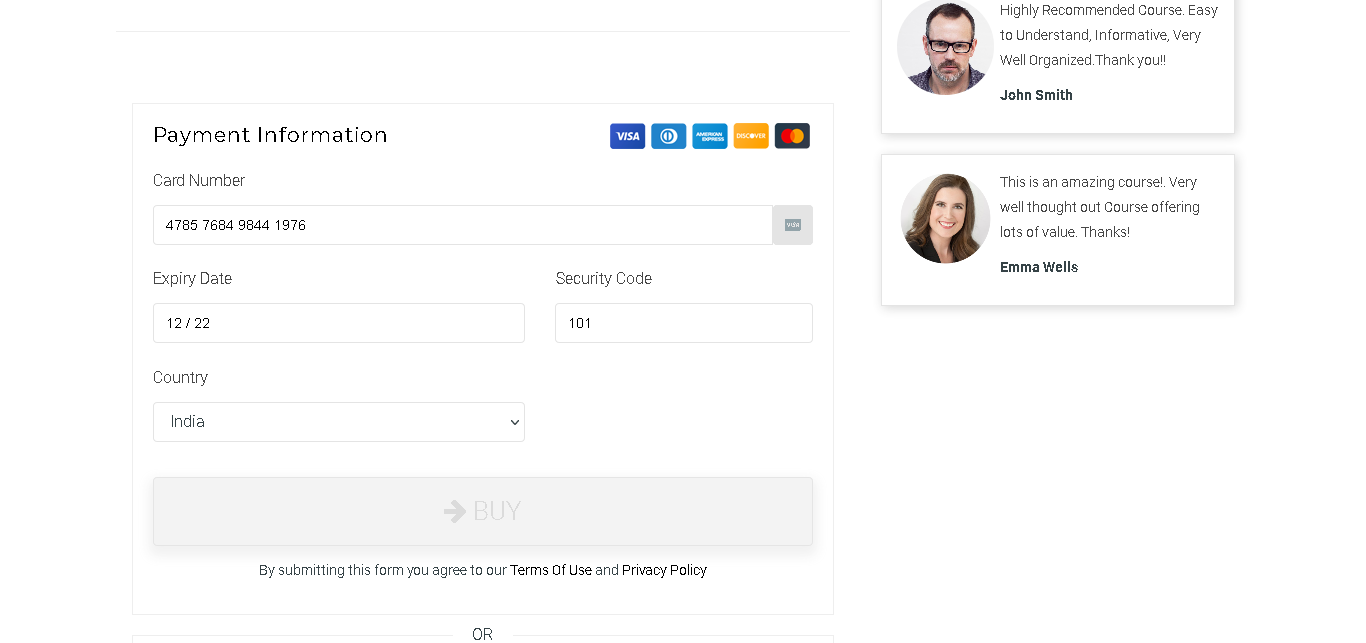 Highly Recommended Course. Easy
to Understand, Informative, Very
Well Organized.Thank you!!
John Smith
Payment Information
VISA
AMERICAN
EXPRESS
DISCOVER
Card Number
4785 7684 9844 1976
VISA
Expiry Date
Security Code
12 / 22
101
Country
India
BUY
By submitting this form you agree to our Terms Of Use and Privacy Policy
OR
This is an amazing course!. Very
well thought out Course offering
lots of value. Thanks!
Emma Wells